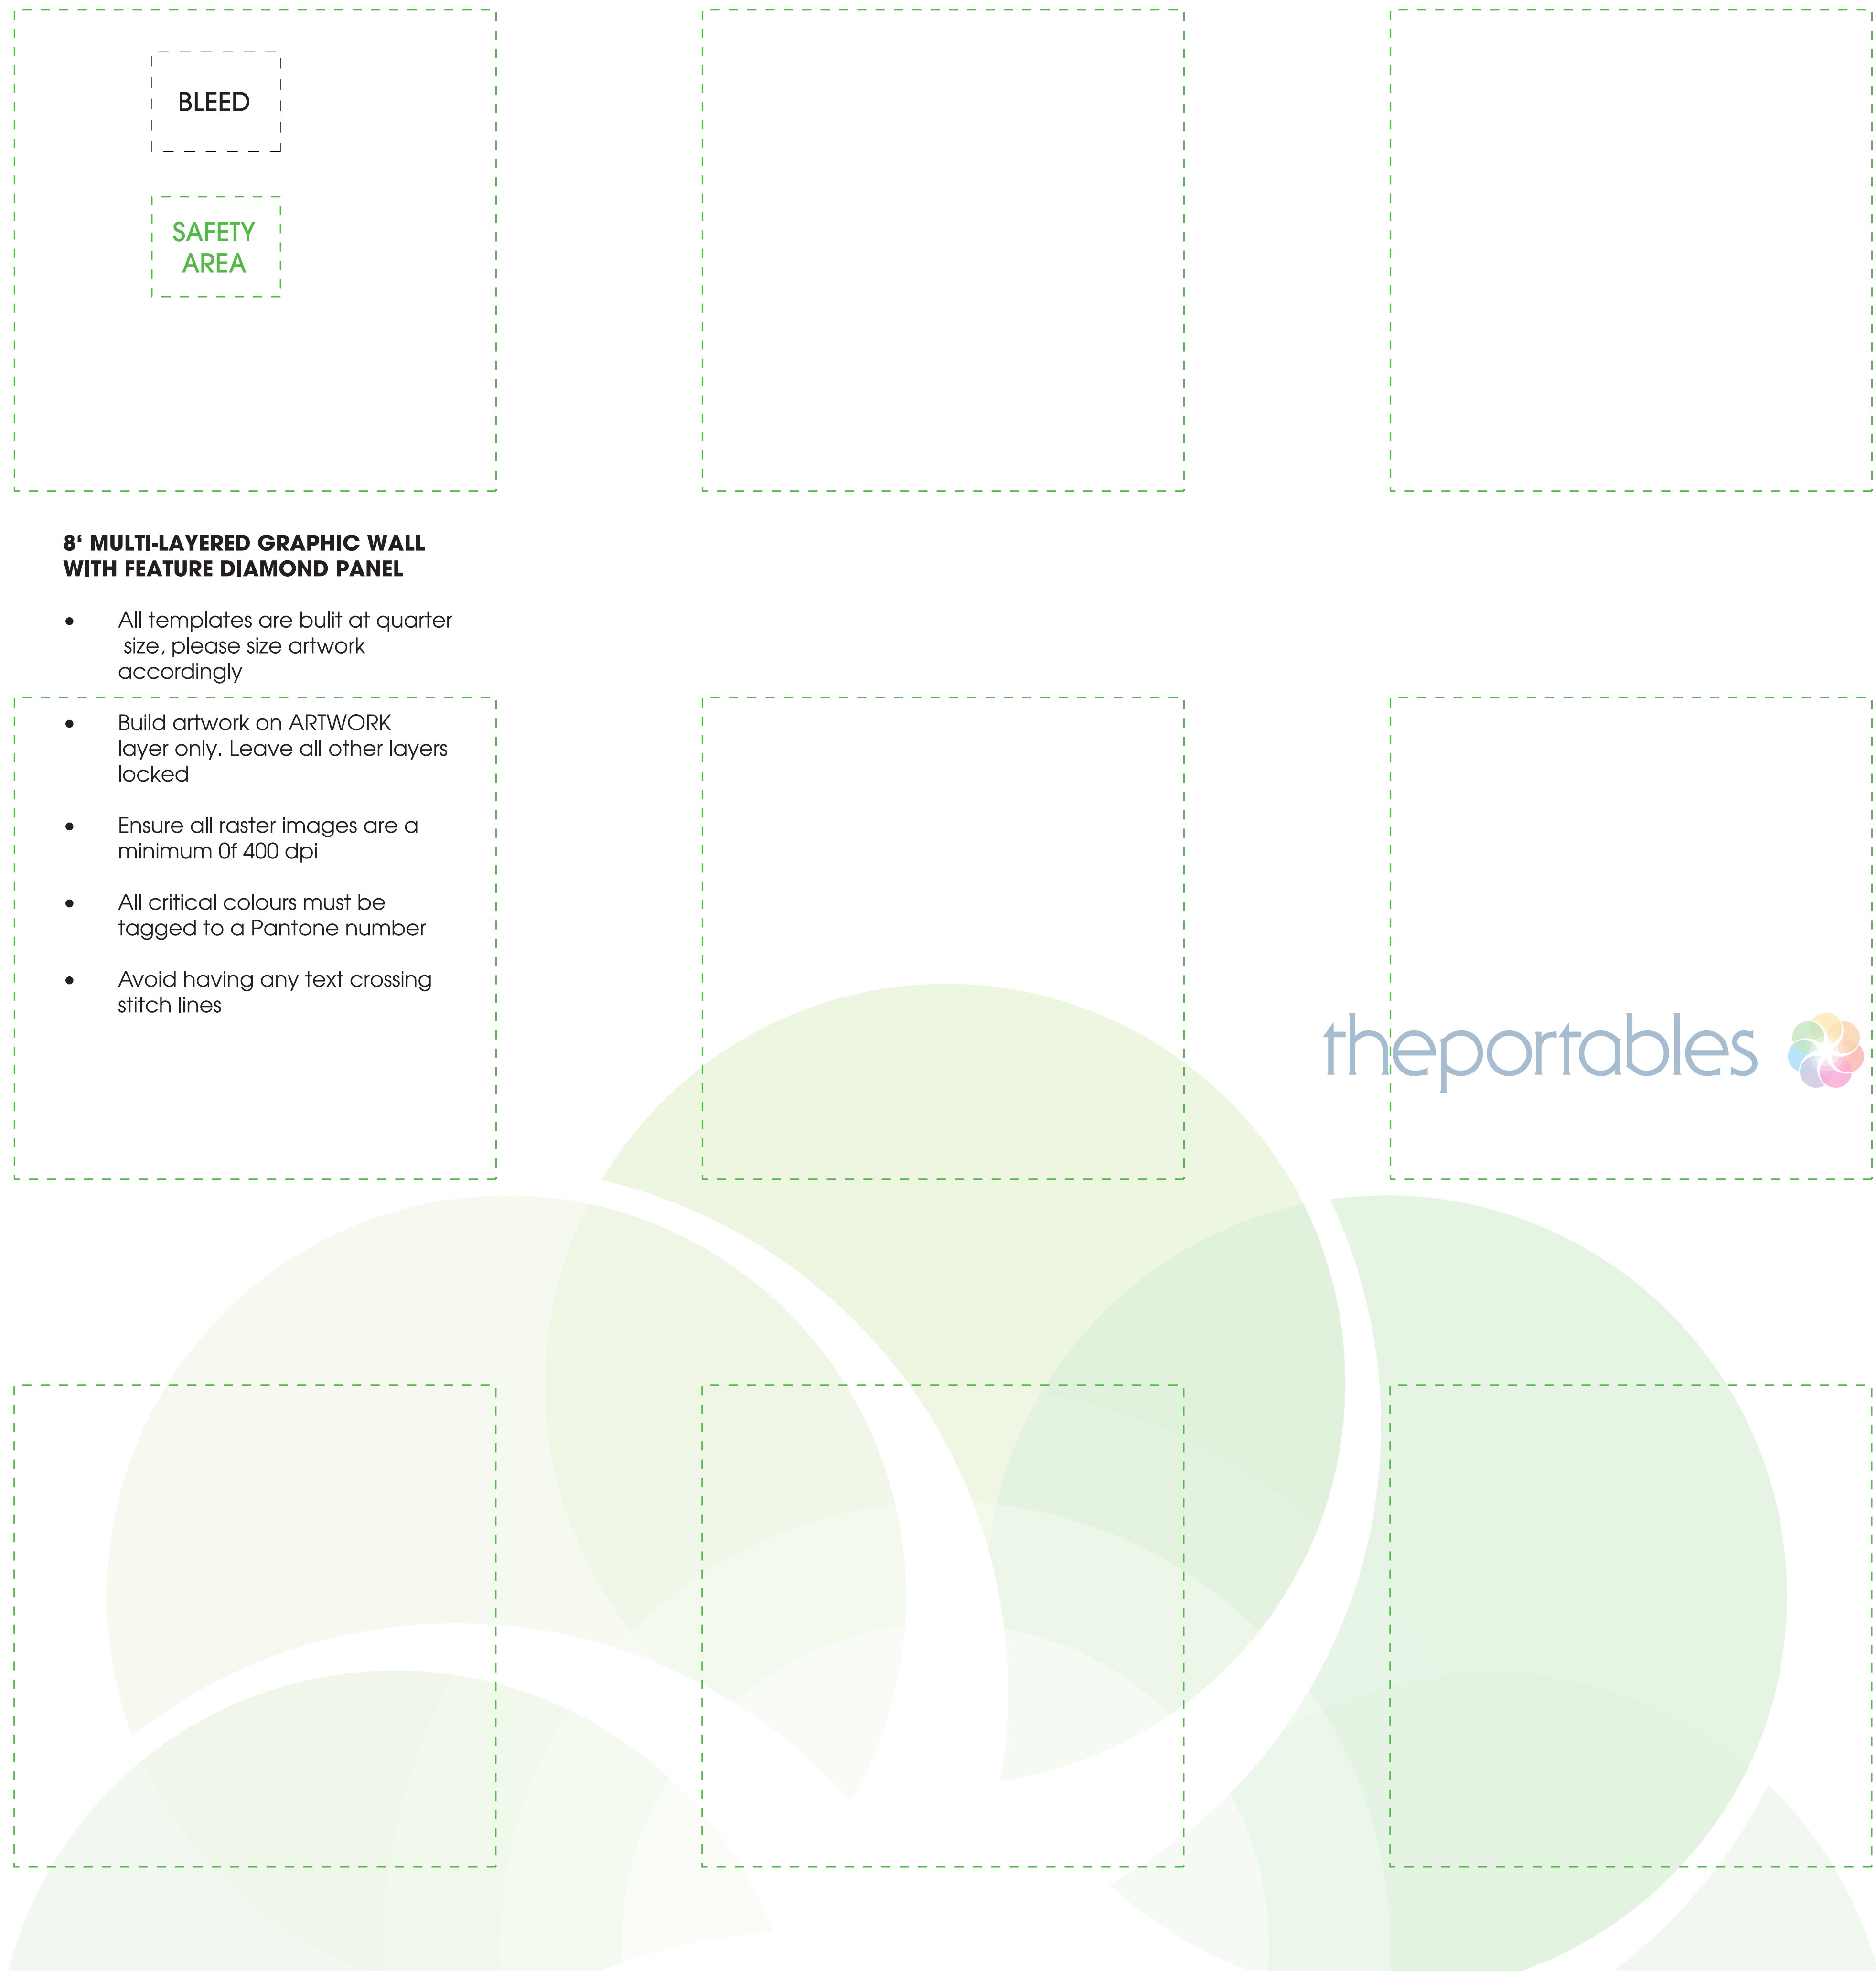 BLEED
SAFETY
AREA
8‘ MULTI-LAYERED GRAPHIC WALL
WITH FEATURE DIAMOND PANEL
• All templates are bulit at quarter
size, please size artwork
accordingly
• Build artwork on ARTWORK
layer only. Leave all other layers
locked
• Ensure all raster images are a
minimum 0f 400 dpi
• All critical colours must be
tagged to a Pantone number
• Avoid having any text crossing
stitch lines
theportables